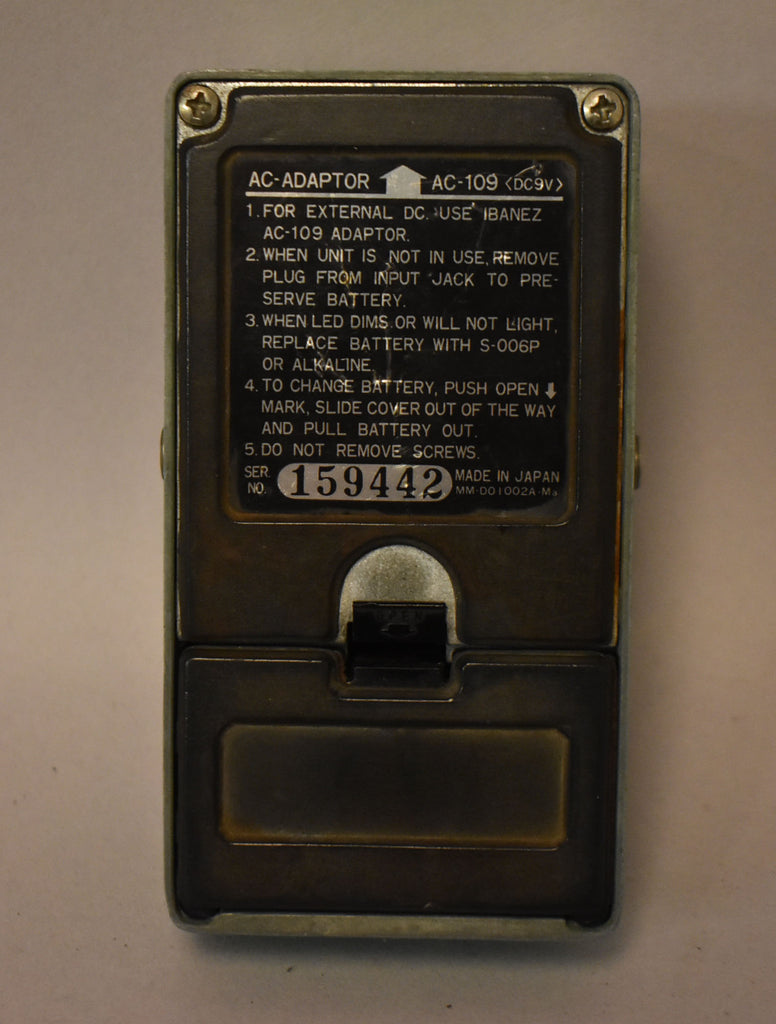 AC-ADAPTOR ⬆ AC-109 <DC9V>
1. FOR EXTERNAL DC. USE IBANEZ
AC-109 ADAPTOR.
2. WHEN UNIT IS NOT IN USE, REMOVE
PLUG FROM INPUT JACK TO PRE-
SERVE BATTERY.
3. WHEN LED DIMS OR WILL NOT LIGHT,
REPLACE BATTERY WITH S-006P
OR ALKALINE.
4. TO CHANGE BATTERY, PUSH OPEN ⬇
MARK, SLIDE COVER OUT OF THE WAY
AND PULL BATTERY OUT.
5. DO NOT REMOVE SCREWS.
SER. NO. 159442 MADE IN JAPAN
MM-D01002A-Ma